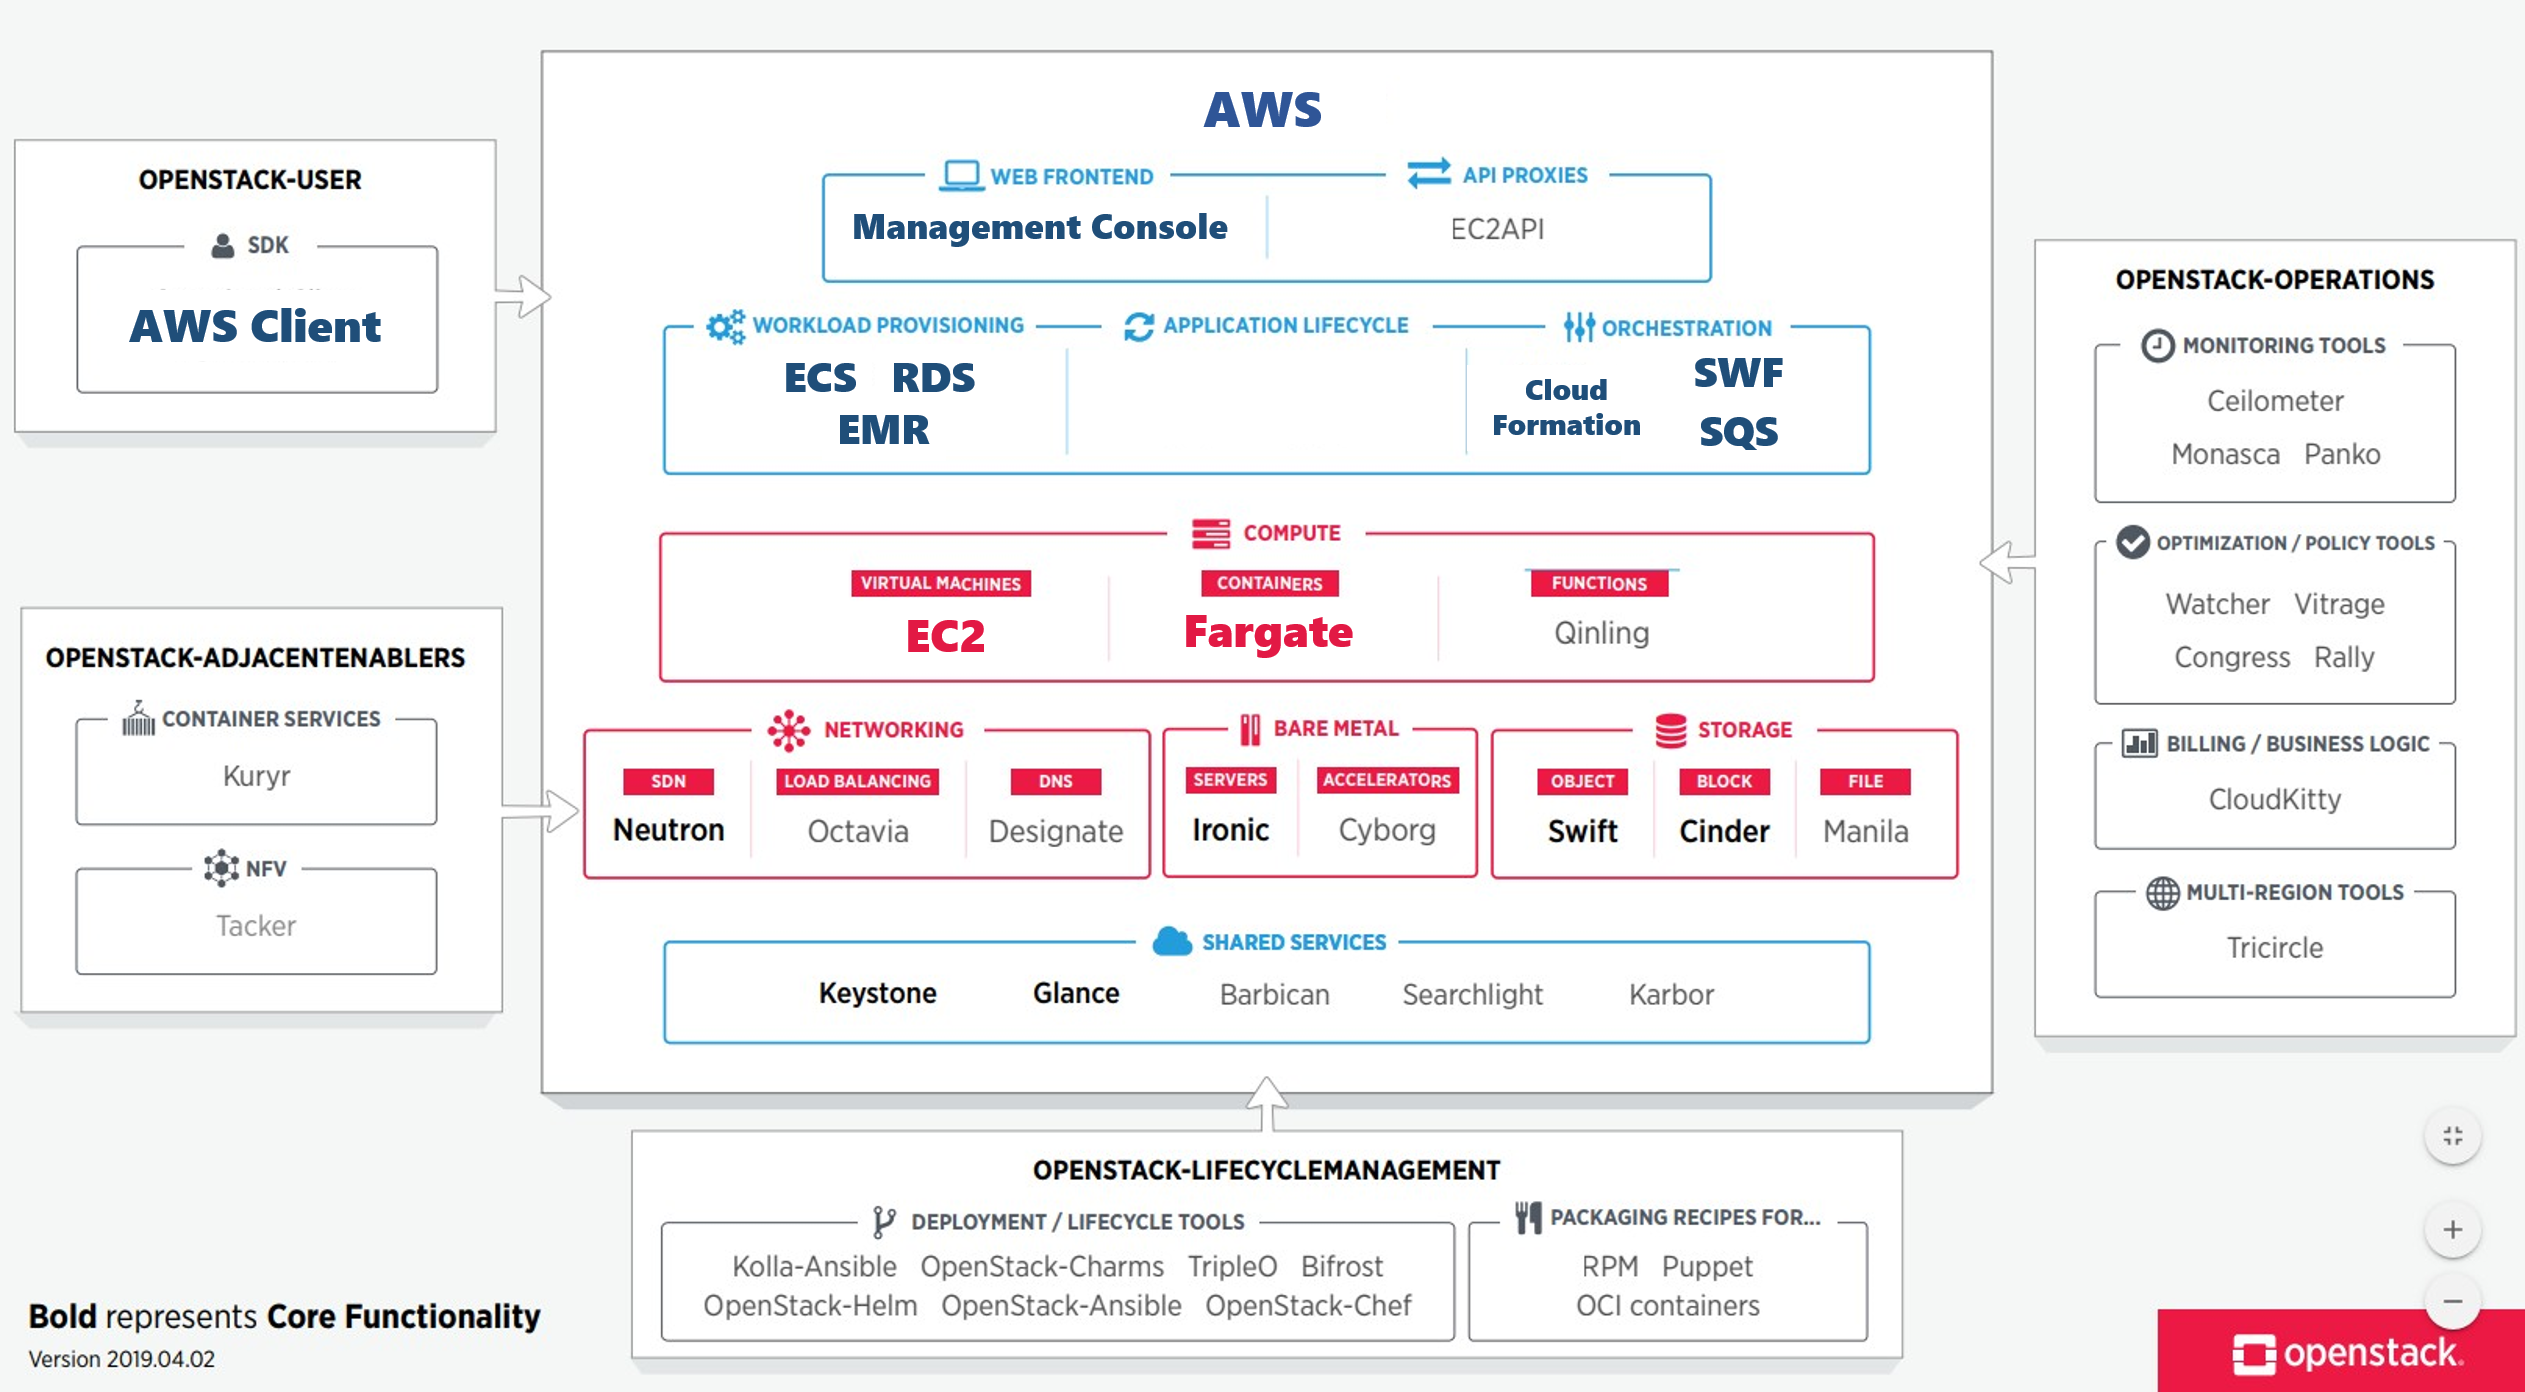 AWS
WEB FRONTEND
API PROXIES
Management Console
EC2API
OPENSTACK-USER
SDK
AWS Client
WORKLOAD PROVISIONING
APPLICATION LIFECYCLE
ORCHESTRATION
ECS RDS
EMR
Cloud
Formation
SWF
SQS
COMPUTE
VIRTUAL MACHINES
EC2
CONTAINERS
Fargate
FUNCTIONS
Qinling
OPENSTACK-ADJACENTENABLERS
CONTAINER SERVICES
Kuryr
NFV
Tacker
NETWORKING
SDN
Neutron
LOAD BALANCING
Octavia
DNS
Designate
BARE METAL
SERVERS
Ironic
ACCELERATORS
Cyborg
STORAGE
OBJECT
Swift
BLOCK
Cinder
FILE
Manila
SHARED SERVICES
Keystone Glance Barbican Searchlight Karbor
OPENSTACK-OPERATIONS
MONITORING TOOLS
Ceilometer
Monasca Panko
OPTIMIZATION / POLICY TOOLS
Watcher Vitrage
Congress Rally
BILLING / BUSINESS LOGIC
CloudKitty
MULTI-REGION TOOLS
Tricircle
OPENSTACK-LIFECYCLEMANAGEMENT
DEPLOYMENT / LIFECYCLE TOOLS
Kolla-Ansible OpenStack-Charms TripleO Bifrost
OpenStack-Helm OpenStack-Ansible OpenStack-Chef
PACKAGING RECIPES FOR...
RPM Puppet
OCI containers
Bold represents Core Functionality
Version 2019.04.02
openstack.